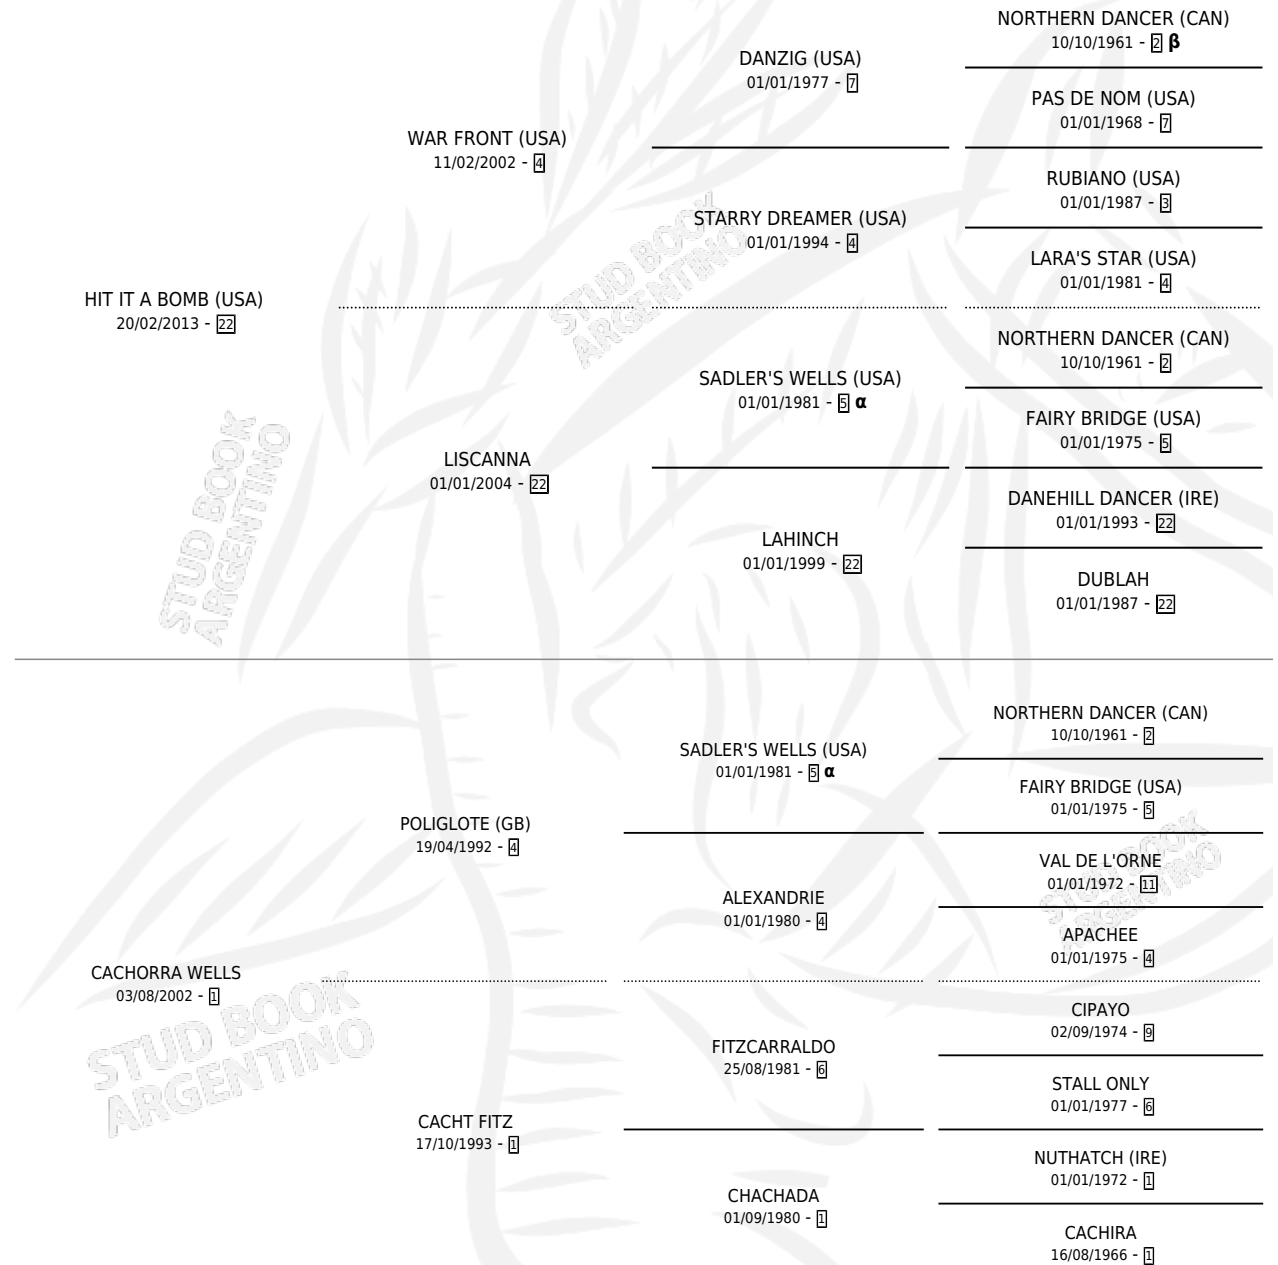 NORTHERN DANCER (CAN)
10/10/1961 - 2 β
DANZIG (USA)
01/01/1977 - 7
PAS DE NOM (USA)
01/01/1968 - 7
WAR FRONT (USA)
11/02/2002 - 4
RUBIANO (USA)
01/01/1987 - 3
STARRY DREAMER (USA)
01/01/1994 - 4
LARA'S STAR (USA)
01/01/1981 - 4
HIT IT A BOMB (USA)
20/02/2013 - 22
NORTHERN DANCER (CAN)
10/10/1961 - 2
SADLER'S WELLS (USA)
01/01/1981 - 5 α
FAIRY BRIDGE (USA)
01/01/1975 - 5
LISCANNA
01/01/2004 - 22
DANEHILL DANCER (IRE)
01/01/1993 - 22
LAHINCH
01/01/1999 - 22
DUBLAH
01/01/1987 - 22
STUD BOOK
ARGENTINO
STUD BOOK
ARGENTINO
NORTHERN DANCER (CAN)
10/10/1961 - 2
SADLER'S WELLS (USA)
01/01/1981 - 5 α
FAIRY BRIDGE (USA)
01/01/1975 - 5
POLIGLOTE (GB)
19/04/1992 - 4
VAL DE L'ORNE
01/01/1972 - 11
ALEXANDRIE
01/01/1980 - 4
APACHEE
01/01/1975 - 4
CACHORRA WELLS
03/08/2002 - 1
CIPAYO
02/09/1974 - 9
FITZCARRALDO
25/08/1981 - 6
STALL ONLY
01/01/1977 - 6
CACHT FITZ
17/10/1993 - 1
NUTHATCH (IRE)
01/01/1972 - 1
CHACHADA
01/09/1980 - 1
CACHIRA
16/08/1966 - 1
STUD BOOK
ARGENTINO
STUD BOOK
ARGENTINO